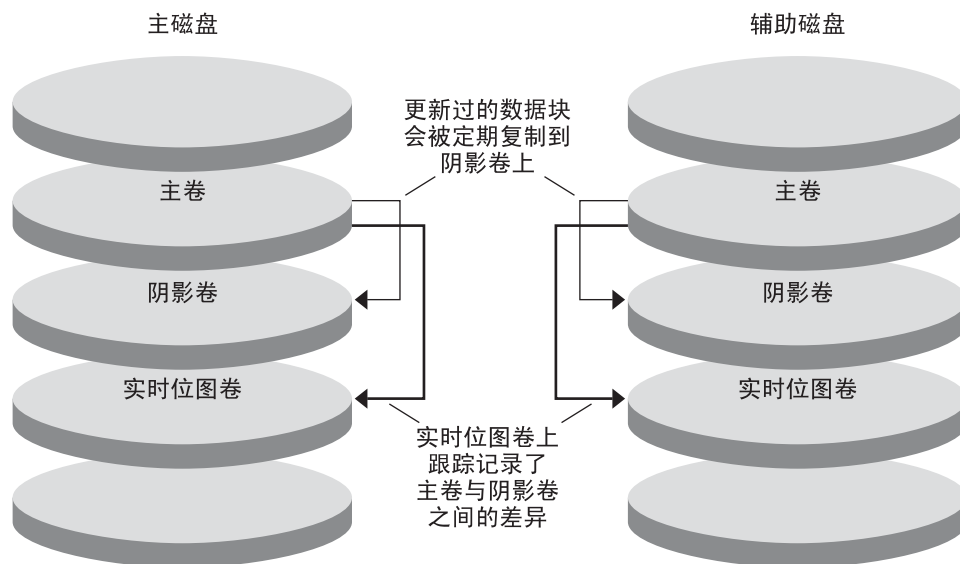 主磁盘
辅助磁盘
更新过的数据块
会被定期复制到
阴影卷上
主卷
主卷
阴影卷
阴影卷
实时位图卷
实时位图卷
实时位图卷上
跟踪记录了
主卷与阴影卷
之间的差异